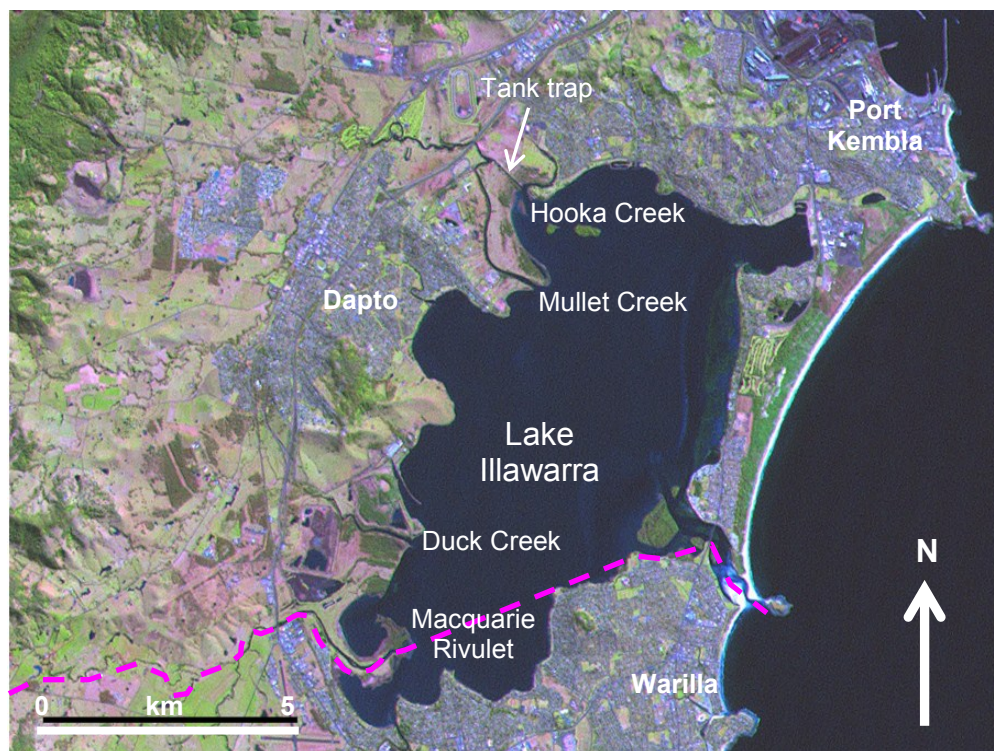 Tank trap
Port
Kembla
Hooka Creek
Dapto
Mullet Creek
Lake
Illawarra
Duck Creek
N
Macquarie
Rivulet
Warilla
0 km 5